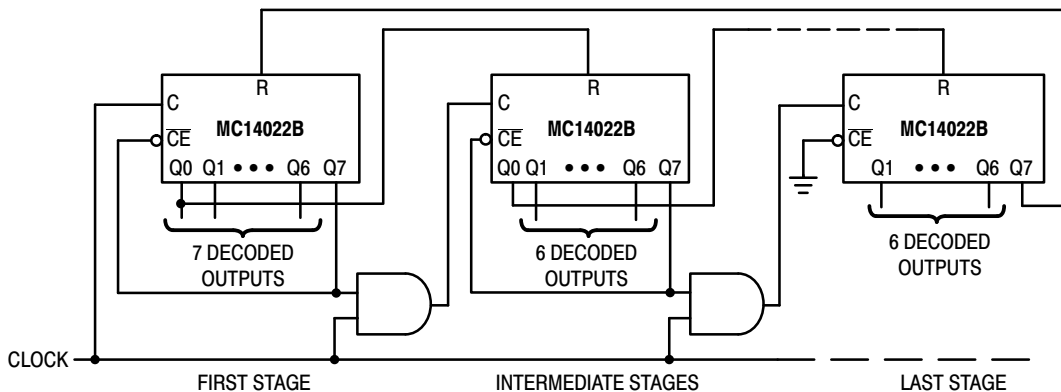 R
C
MC14022B
CE
Q0 Q1 • • • Q6 Q7
7 DECODED
OUTPUTS
R
C
MC14022B
CE
Q0 Q1 • • • Q6 Q7
6 DECODED
OUTPUTS
R
C
MC14022B
CE
Q1 • • • Q6 Q7
6 DECODED
OUTPUTS
CLOCK
FIRST STAGE
INTERMEDIATE STAGES
LAST STAGE